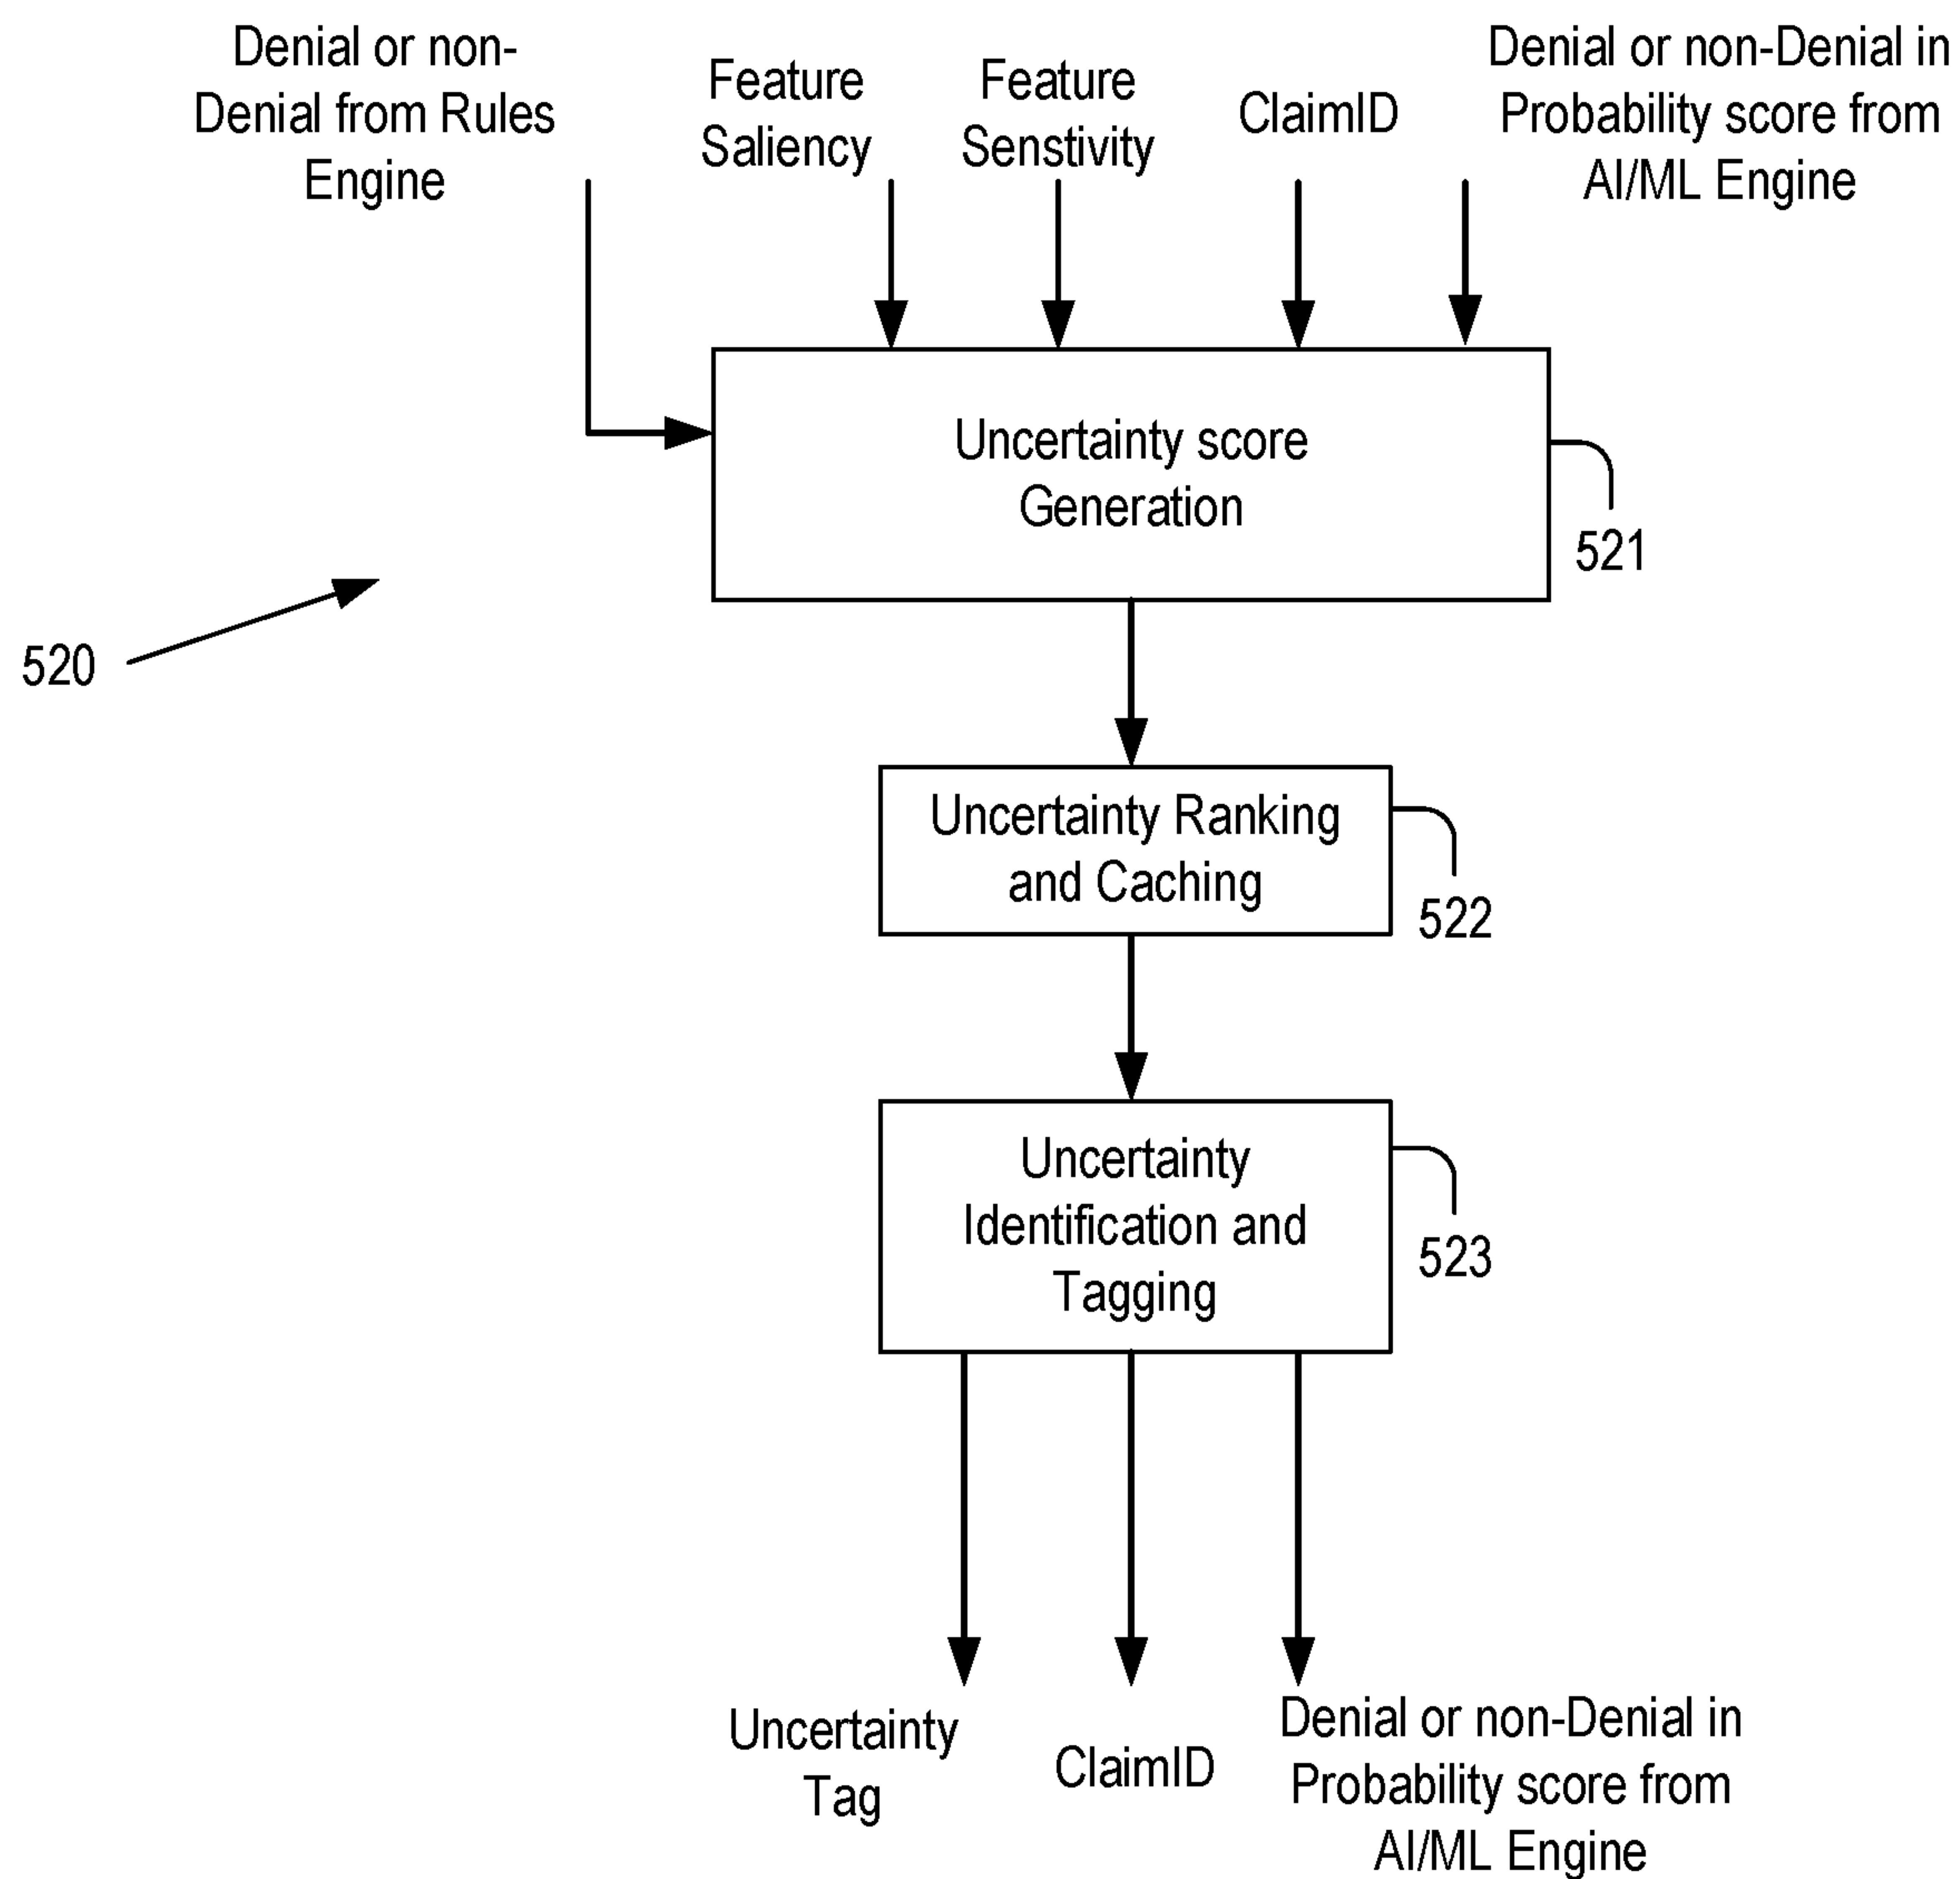 Denial or non-
Denial from Rules
Engine
Feature
Saliency
Feature
Senstivity
ClaimID
Denial or non-Denial in
Probability score from
AI/ML Engine
Uncertainty score
Generation
521
520
Uncertainty Ranking
and Caching
522
Uncertainty
Identification and
Tagging
523
Uncertainty
Tag
ClaimID
Denial or non-Denial in
Probability score from
AI/ML Engine